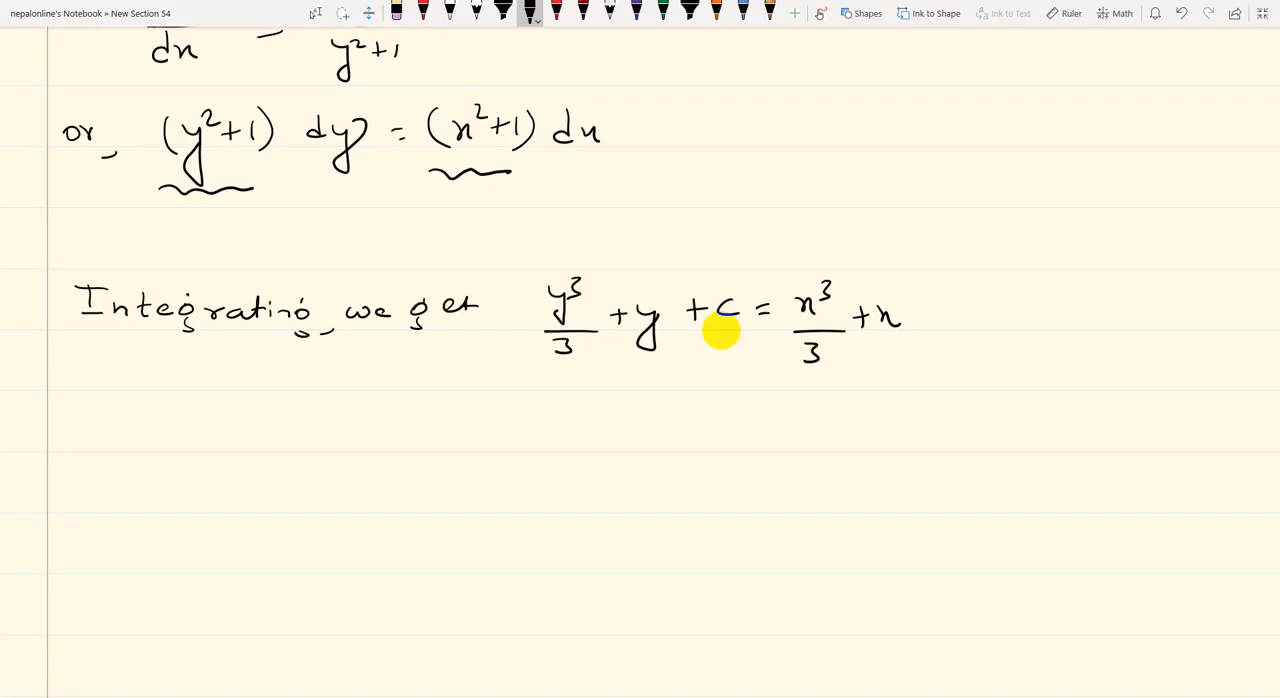 nepalonline's Notebook » New Section 54
Shapes Ink to Shape Ink to Text Ruler Math
dx = y²+1
or, (y²+1) dy = (x²+1) dx
Integrating, we get y³/3 + y + c = x³/3 + x